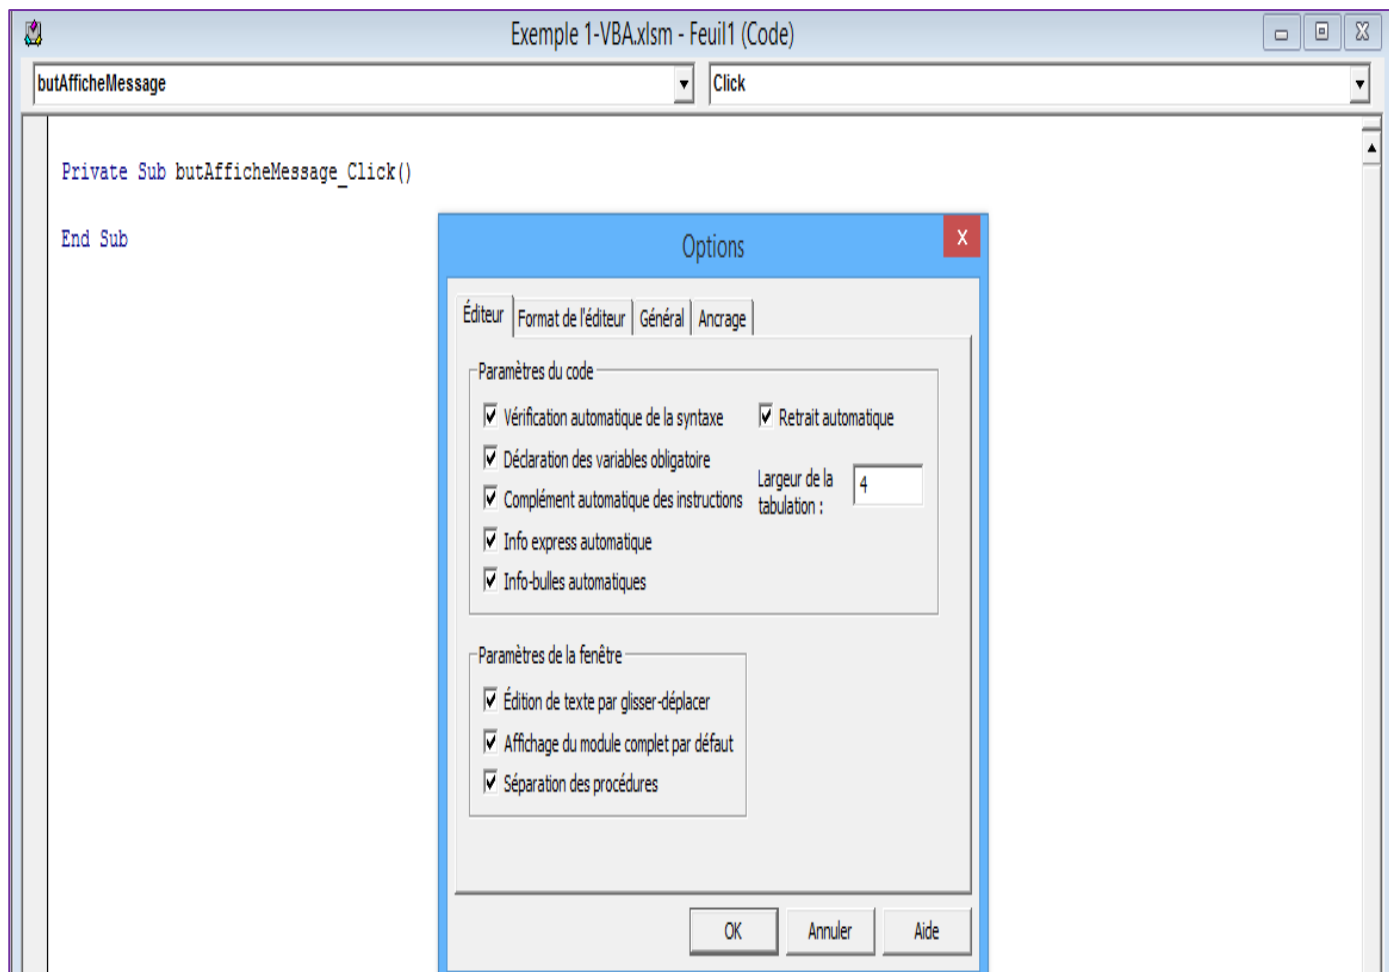 Exemple 1-VBA.xlsm - Feuil1 (Code)
butAfficheMessage
Click
Private Sub butAfficheMessage_Click()
End Sub
Options
Éditeur
Format de l'éditeur
Général
Ancrage
Paramètres du code
Vérification automatique de la syntaxe
Retrait automatique
Déclaration des variables obligatoire
Complément automatique des instructions
Largeur de la
tabulation :
4
Info express automatique
Info-bulles automatiques
Paramètres de la fenêtre
Édition de texte par glisser-déplacer
Affichage du module complet par défaut
Séparation des procédures
OK
Annuler
Aide